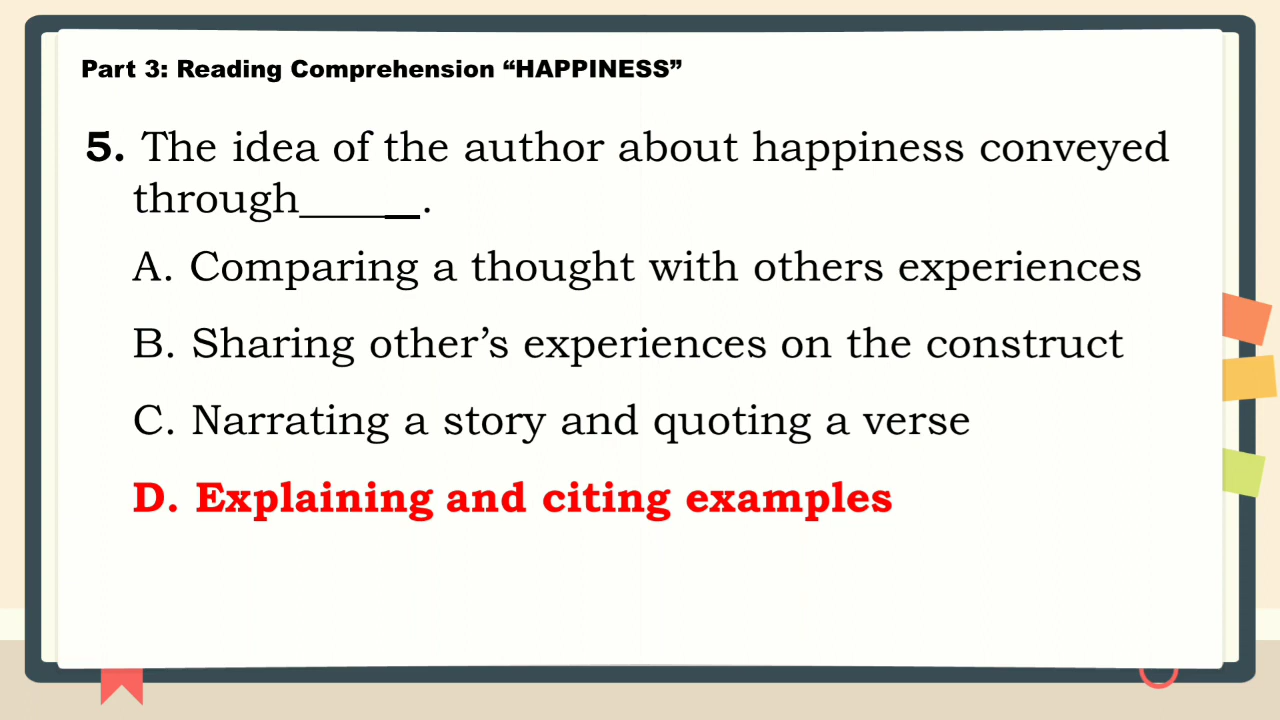 Part 3: Reading Comprehension “HAPPINESS”
5. The idea of the author about happiness conveyed
through_____.
A. Comparing a thought with others experiences
B. Sharing other’s experiences on the construct
C. Narrating a story and quoting a verse
D. Explaining and citing examples